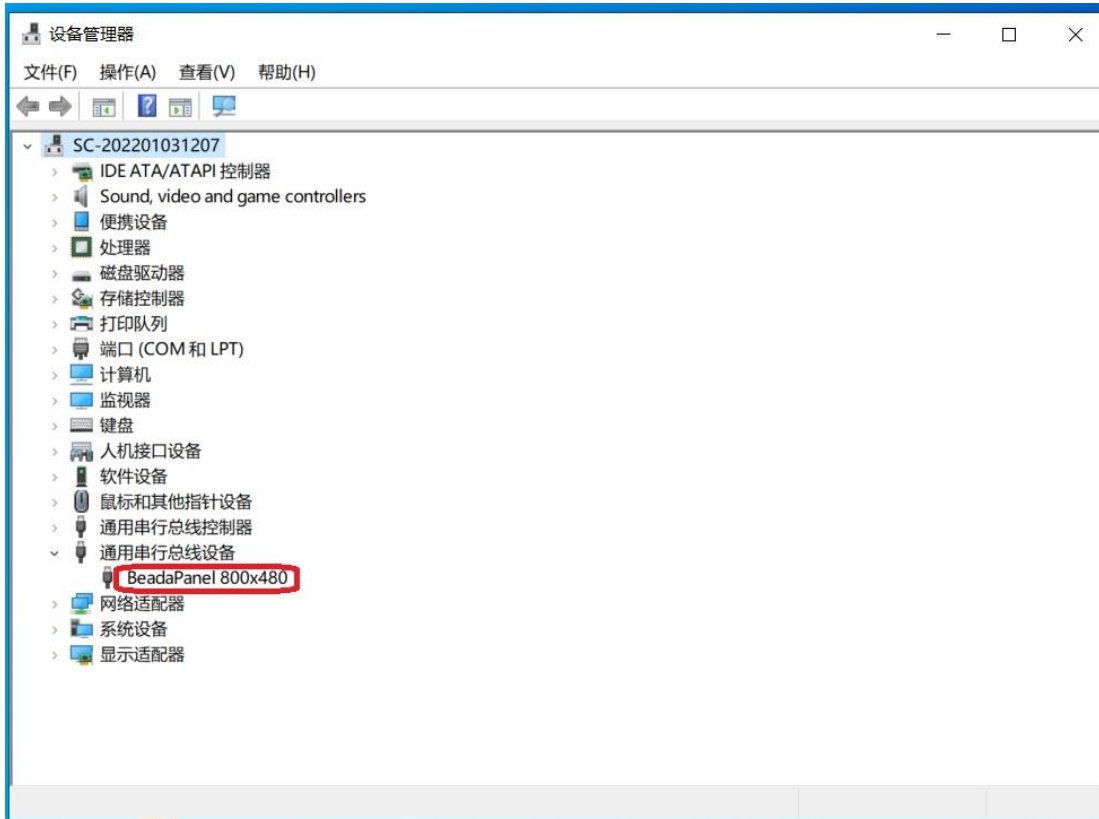 设备管理器
文件(F) 操作(A) 查看(V) 帮助(H)
SC-202201031207
IDE ATA/ATAPI 控制器
Sound, video and game controllers
便携设备
处理器
磁盘驱动器
存储控制器
打印队列
端口 (COM 和 LPT)
计算机
监视器
键盘
人机接口设备
软件设备
鼠标和其他指针设备
通用串行总线控制器
通用串行总线设备
BeadaPanel 800x480
网络适配器
系统设备
显示适配器